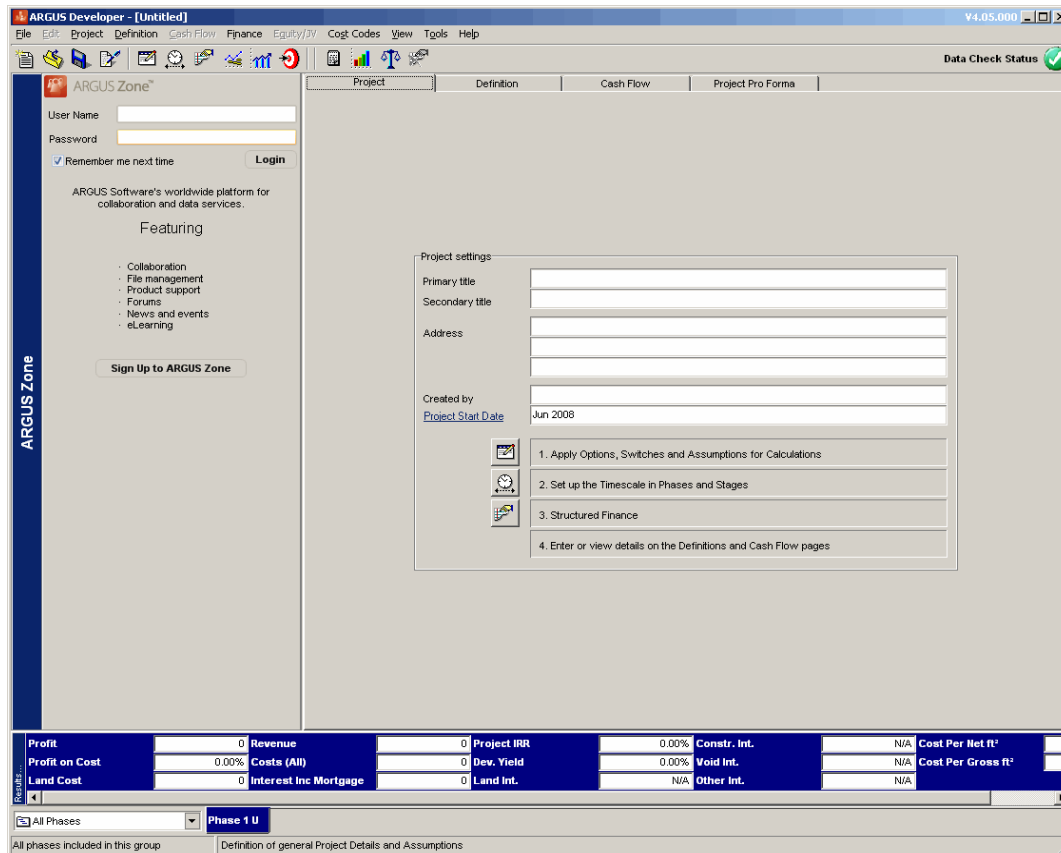 ARGUS Developer - [Untitled]
V4.05.000
File Edit Project Definition Cash Flow Finance Equity/JV Cost Codes View Tools Help
Data Check Status
ARGUS Zone™
Project Definition Cash Flow Project Pro Forma
User Name
Password
Remember me next time
Login
ARGUS Software's worldwide platform for
collaboration and data services.
Featuring
· Collaboration
· File management
· Product support
· Forums
· News and events
· eLearning
Sign Up to ARGUS Zone
ARGUS Zone
Project settings
Primary title
Secondary title
Address
Created by
Project Start Date Jun 2008
1. Apply Options, Switches and Assumptions for Calculations
2. Set up the Timescale in Phases and Stages
3. Structured Finance
4. Enter or view details on the Definitions and Cash Flow pages
Results...
Profit 0 Revenue 0 Project IRR 0.00% Constr. Int. N/A Cost Per Net ft²
Profit on Cost 0.00% Costs (All) 0 Dev. Yield 0.00% Void Int. N/A Cost Per Gross ft²
Land Cost 0 Interest Inc Mortgage 0 Land Int. N/A Other Int. N/A
All Phases
Phase 1 U
All phases included in this group
Definition of general Project Details and Assumptions